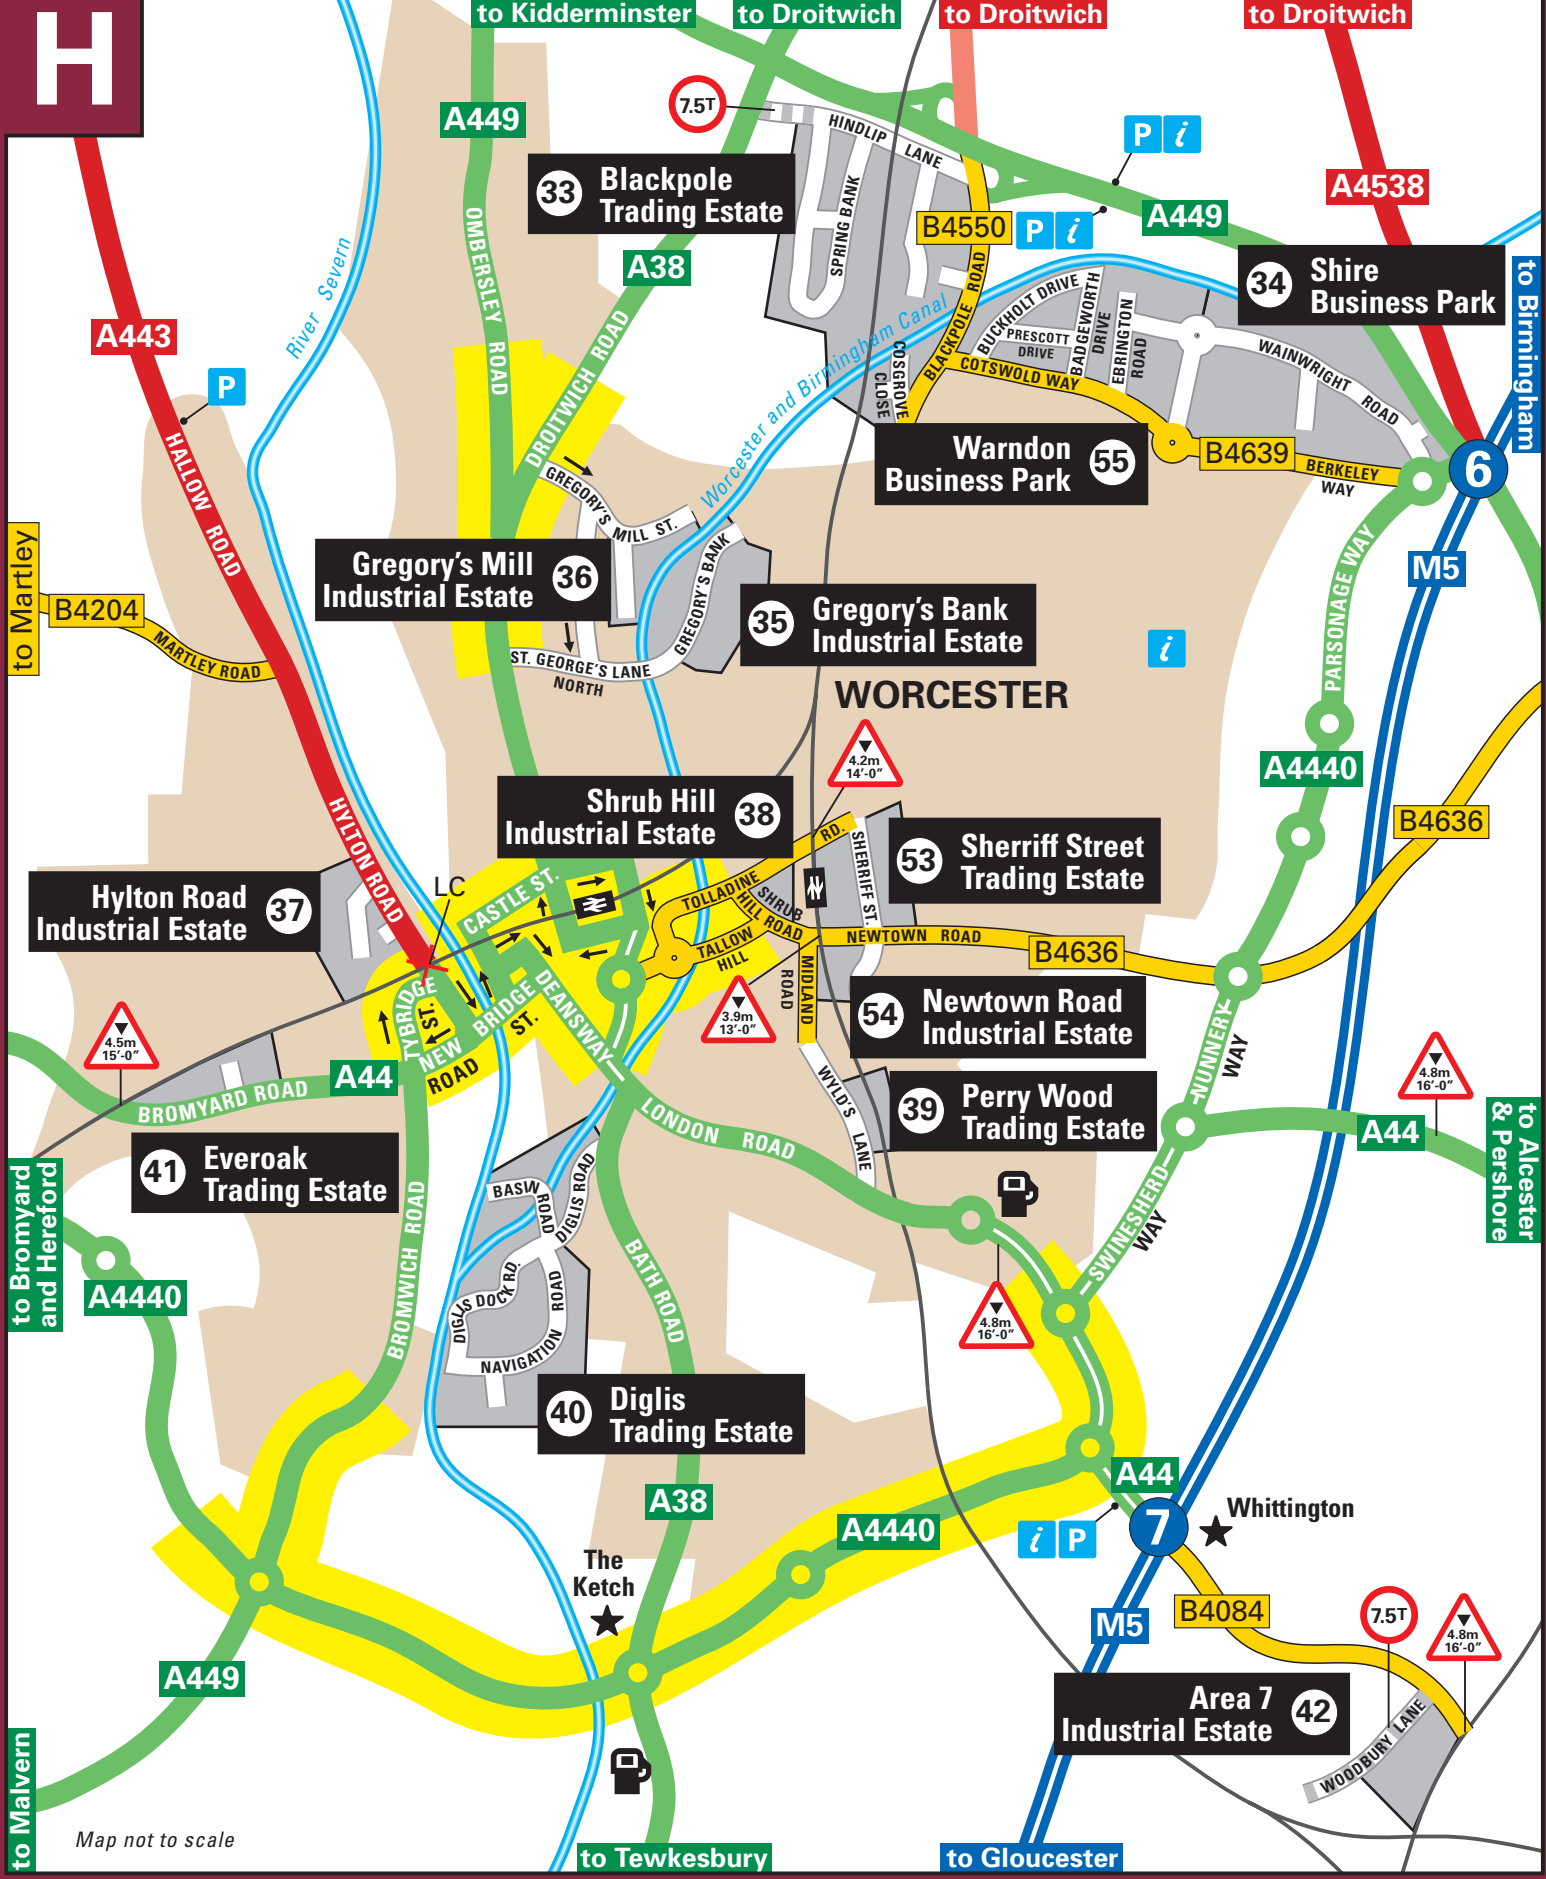 H
to Kidderminster
to Droitwich
to Droitwich
to Droitwich
A449
7.5T
HINDLIP LANE
P i
A4538
33 Blackpole
Trading Estate
SPRING BANK
B4550
P i
A449
OMBERSLEY ROAD
A38
River Severn
34 Shire
Business Park
to Birmingham
A443
DROITWICH ROAD
Worcester and Birmingham Canal
BLACKPOLE ROAD
BUCKHOLT DRIVE
PRESCOTT
DRIVE
BADGEWORTH
DRIVE
EBRINGTON
ROAD
WAINWRIGHT ROAD
COSGROVE
CLOSE
COTSWOLD WAY
P
HALLOW ROAD
Warndon
Business Park 55
B4639
BERKELEY
WAY
6
GREGORY'S MILL ST.
GREGORY'S BANK
to Martley
B4204
MARTLEY ROAD
Gregory's Mill
Industrial Estate 36
35 Gregory's Bank
Industrial Estate
M5
PARSONAGE WAY
i
ST. GEORGE'S LANE
NORTH
WORCESTER
4.2m
14'-0"
A4440
B4636
Shrub Hill
Industrial Estate 38
HYLTON ROAD
RD.
SHERRIFF ST.
53 Sherriff Street
Trading Estate
Hylton Road
Industrial Estate 37
LC
CASTLE ST.
TOLLADINE
SHRUB
HILL ROAD
TALLOW
HILL
NEWTOWN ROAD
B4636
MIDLAND
ROAD
TYBRIDGE
ST.
BRIDGE
ST.
DEANSWAY
NEW
ROAD
3.9m
13'-0"
54 Newtown Road
Industrial Estate
4.5m
15'-0"
NUNNERY
WAY
4.8m
16'-0"
A44
BROMYARD ROAD
WYLD'S LANE
39 Perry Wood
Trading Estate
LONDON ROAD
A44
to Alcester
& Pershore
41 Everoak
Trading Estate
to Bromyard
and Hereford
BASIN
ROAD
DIGLIS ROAD
SWINESHERD
WAY
A4440
BROMWICH ROAD
BATH ROAD
DIGLIS DOCK RD.
NAVIGATION
ROAD
4.8m
16'-0"
40 Diglis
Trading Estate
A44
A38
A4440
i P
7
Whittington
The
Ketch
B4084
7.5T
4.8m
16'-0"
M5
A449
Area 7
Industrial Estate 42
WOODBURY LANE
to Malvern
Map not to scale
to Tewkesbury
to Gloucester